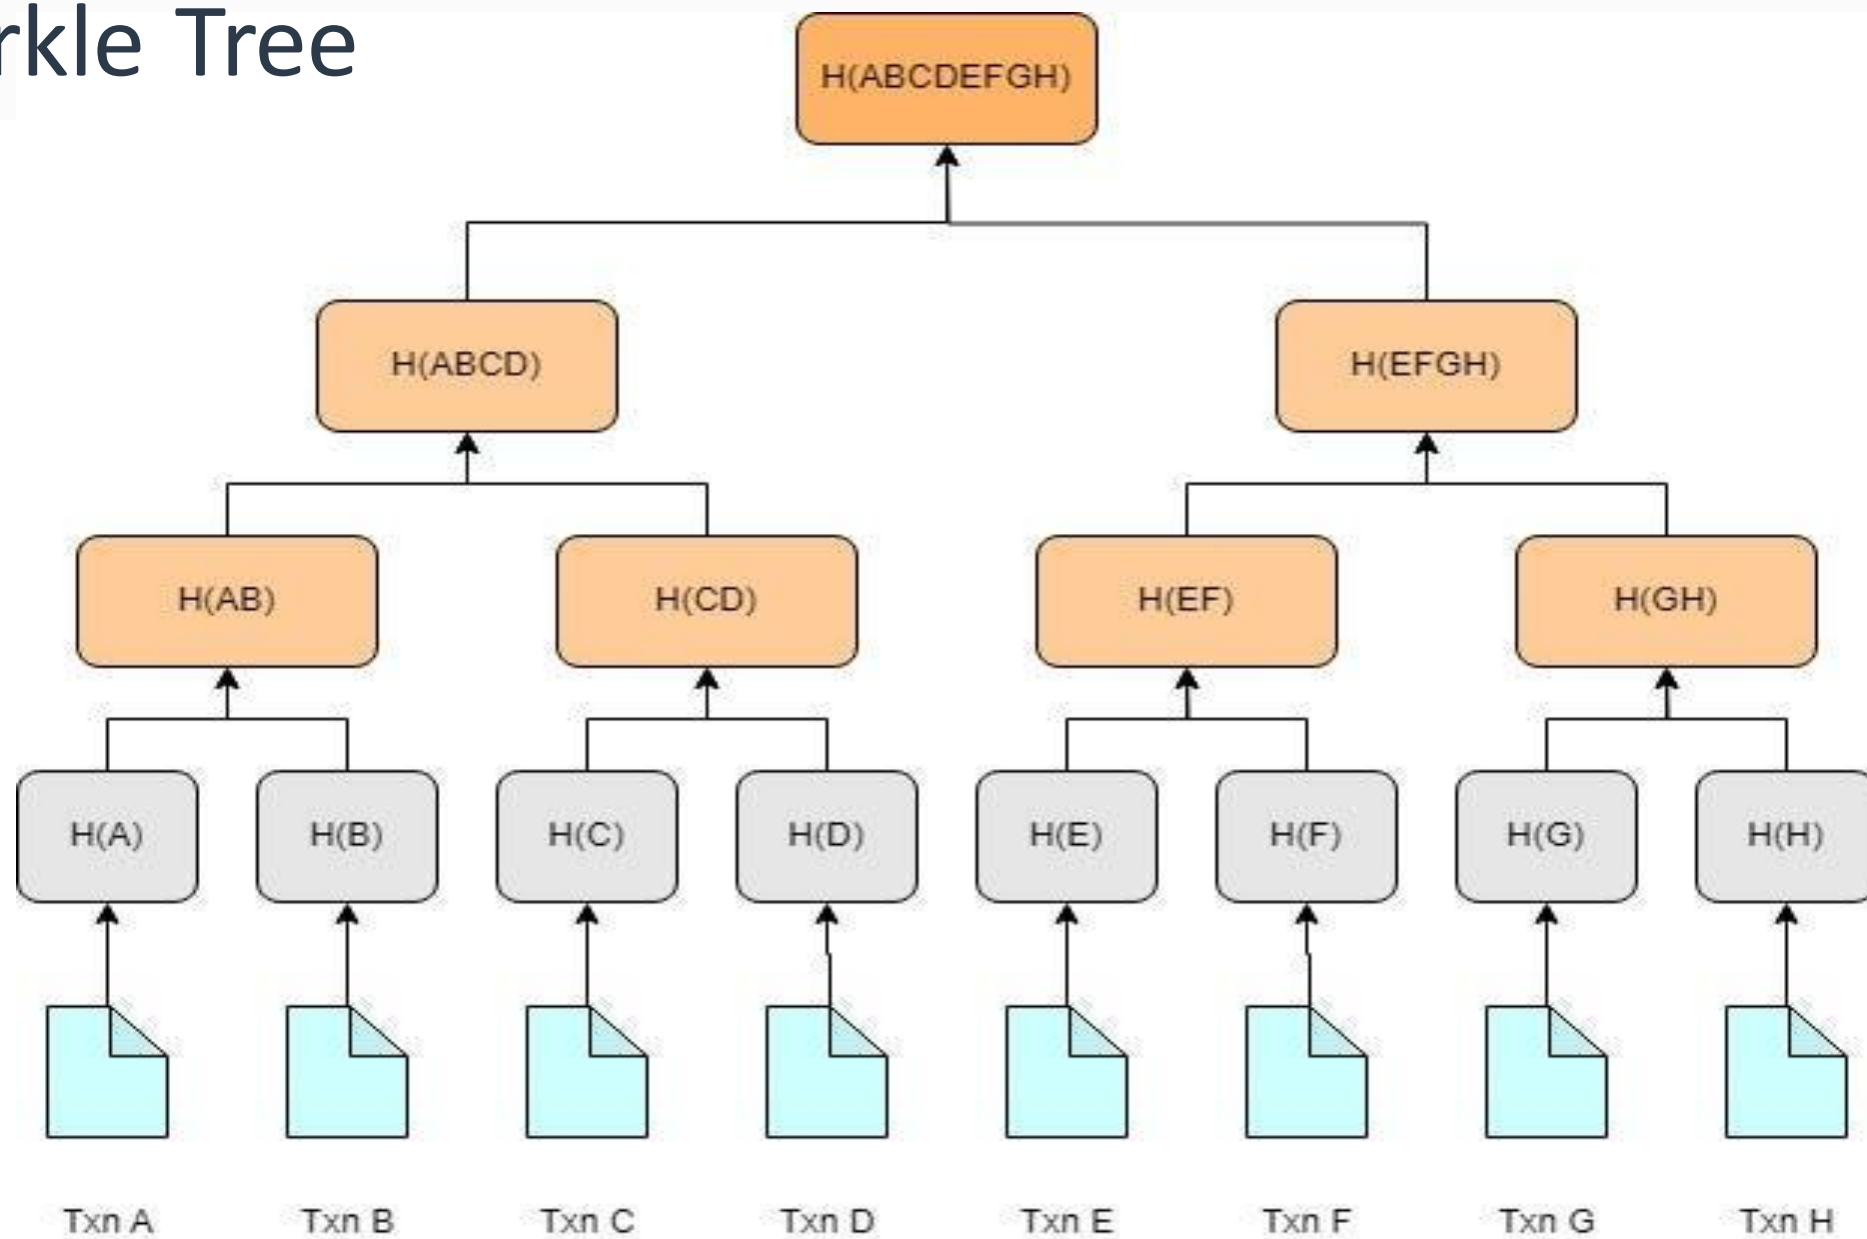 rkle Tree
H(ABCDEFGH)
H(ABCD)
H(EFGH)
H(AB)
H(CD)
H(EF)
H(GH)
H(A)
H(B)
H(C)
H(D)
H(E)
H(F)
H(G)
H(H)
Txn A
Txn B
Txn C
Txn D
Txn E
Txn F
Txn G
Txn H